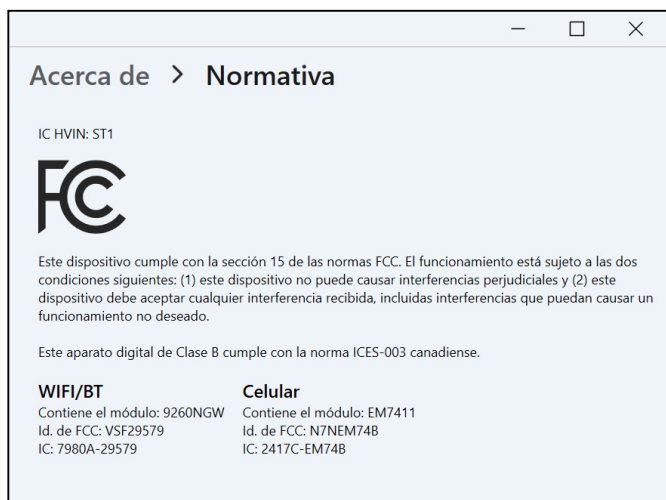 Acerca de > Normativa
IC HVIN: ST1
FC
Este dispositivo cumple con la sección 15 de las normas FCC. El funcionamiento está sujeto a las dos
condiciones siguientes: (1) este dispositivo no puede causar interferencias perjudiciales y (2) este
dispositivo debe aceptar cualquier interferencia recibida, incluidas interferencias que puedan causar un
funcionamiento no deseado.
Este aparato digital de Clase B cumple con la norma ICES-003 canadiense.
WIFI/BT
Contiene el módulo: 9260NGW
Id. de FCC: VSF29579
IC: 7980A-29579
Celular
Contiene el módulo: EM7411
Id. de FCC: N7NEM74B
IC: 2417C-EM74B